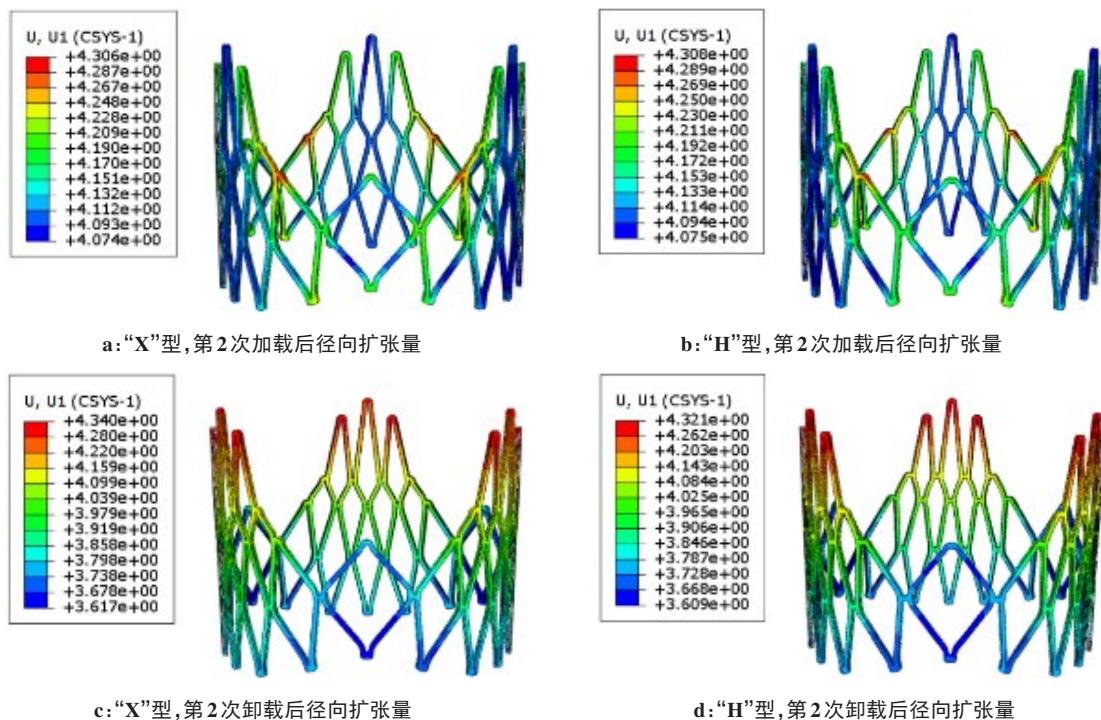 U, U1 (CSYS-1)
+4.306e+00
+4.287e+00
+4.267e+00
+4.248e+00
+4.228e+00
+4.209e+00
+4.190e+00
+4.170e+00
+4.151e+00
+4.132e+00
+4.112e+00
+4.093e+00
+4.074e+00
a:“X”型,第2次加载后径向扩张量
U, U1 (CSYS-1)
+4.308e+00
+4.289e+00
+4.269e+00
+4.250e+00
+4.230e+00
+4.211e+00
+4.192e+00
+4.172e+00
+4.153e+00
+4.133e+00
+4.114e+00
+4.094e+00
+4.075e+00
b:“H”型,第2次加载后径向扩张量
U, U1 (CSYS-1)
+4.340e+00
+4.280e+00
+4.220e+00
+4.159e+00
+4.099e+00
+4.039e+00
+3.979e+00
+3.919e+00
+3.858e+00
+3.798e+00
+3.738e+00
+3.678e+00
+3.617e+00
c:“X”型,第2次卸载后径向扩张量
U, U1 (CSYS-1)
+4.321e+00
+4.262e+00
+4.203e+00
+4.143e+00
+4.084e+00
+4.025e+00
+3.965e+00
+3.906e+00
+3.846e+00
+3.787e+00
+3.728e+00
+3.668e+00
+3.609e+00
d:“H”型,第2次卸载后径向扩张量